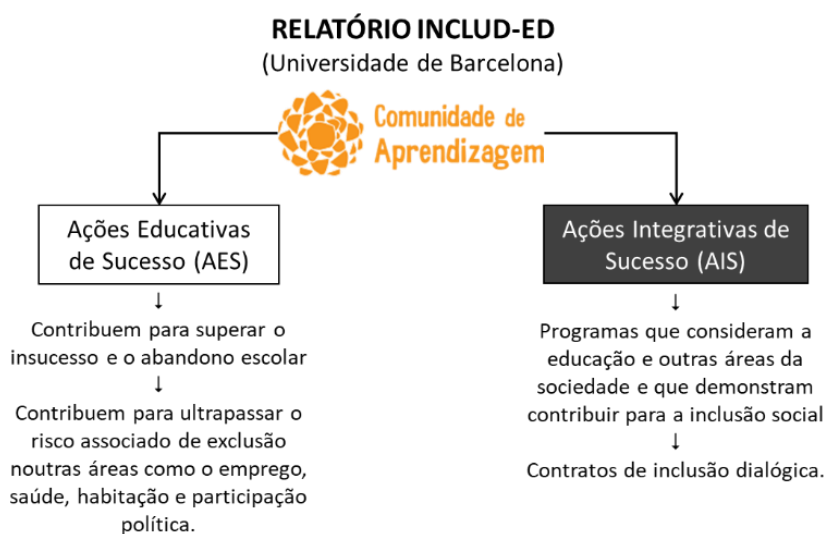 RELATÓRIO INCLUD-ED
(Universidade de Barcelona)
Comunidade de
Aprendizagem
Ações Educativas
de Sucesso (AES)
↓
Contribuem para superar o
insucesso e o abandono escolar
↓
Contribuem para ultrapassar o
risco associado de exclusão
noutras áreas como o emprego,
saúde, habitação e participação
política.
Ações Integrativas de
Sucesso (AIS)
↓
Programas que consideram a
educação e outras áreas da
sociedade e que demonstram
contribuir para a inclusão social
↓
Contratos de inclusão dialógica.